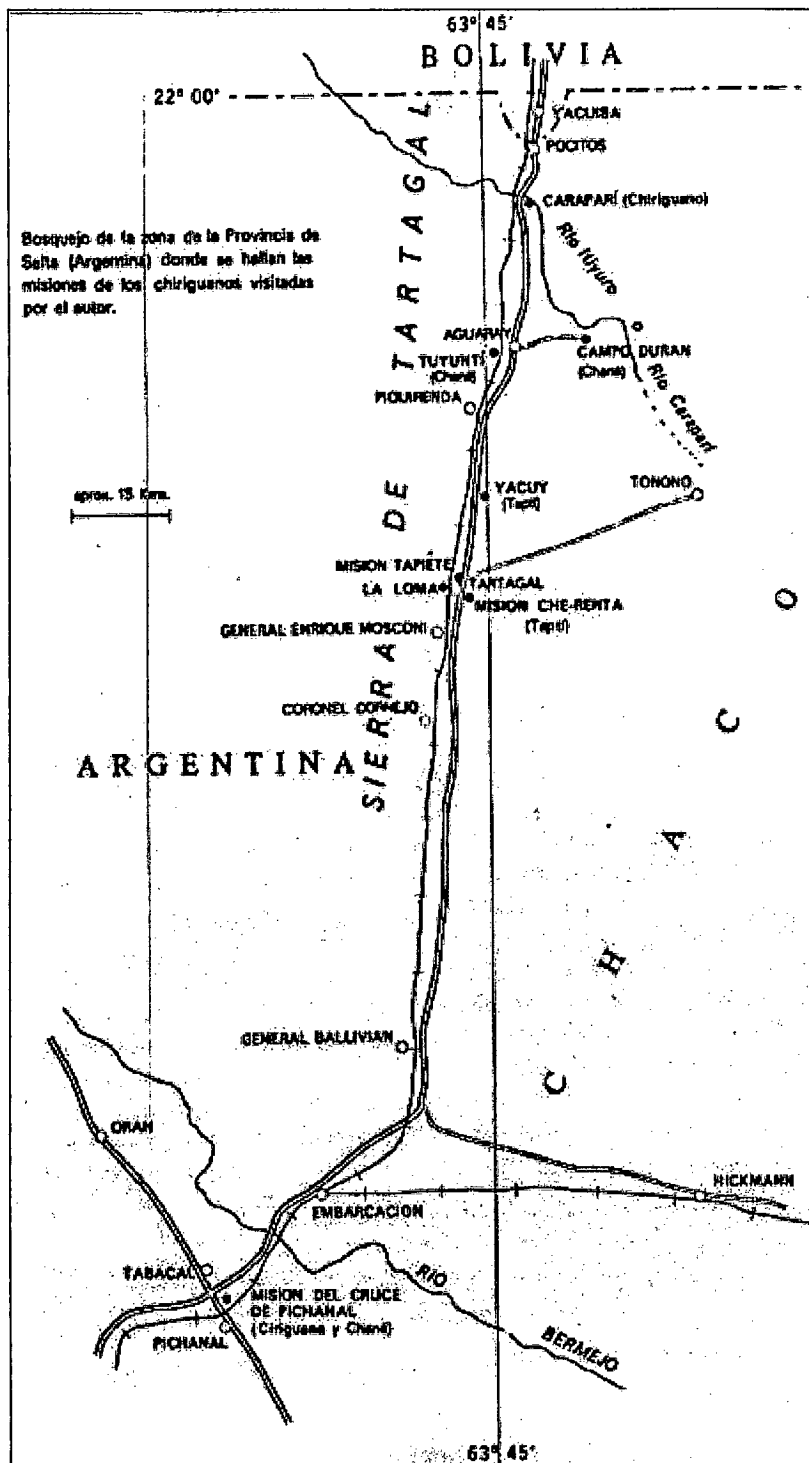 63° 45'
BOLIVIA
22° 00'
YACUIBA
POCITOS
CARAPARÍ (Chiriguano)
Bosquejo de la zona de la Provincia de
Salta (Argentina) donde se hallan las
misiones de los chiriguanos visitadas
por el autor.
SIERRA DE TARTAGAL
Río Itiyuro
AGUARAY
TUYUNTI
(Chané)
CAMPO DURAN
(Chané)
Río Caraparí
PIQUIRENDA
aprox. 15 Kms.
YACUY
(Tapií)
TONONO
MISION TAPIETE
TARTAGAL
LA LOMA
MISION CHE-RENTA
(Tapií)
GENERAL ENRIQUE MOSCONI
CORONEL CORNEJO
ARGENTINA
CHACO
GENERAL BALLIVIAN
ORAN
HICKMANN
EMBARCACION
TABACAL
MISION DEL CRUCE
DE PICHANAL
(Ciriguana y Chané)
PICHANAL
RIO
BERMEJO
63° 45'